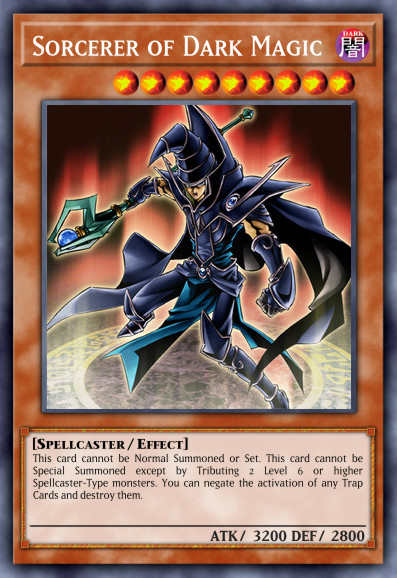 Sorcerer of Dark Magic
DARK
闇
[Spellcaster / Effect]
This card cannot be Normal Summoned or Set. This card cannot be
Special Summoned except by Tributing 2 Level 6 or higher
Spellcaster-Type monsters. You can negate the activation of any Trap
Cards and destroy them.
ATK/ 3200 DEF/ 2800